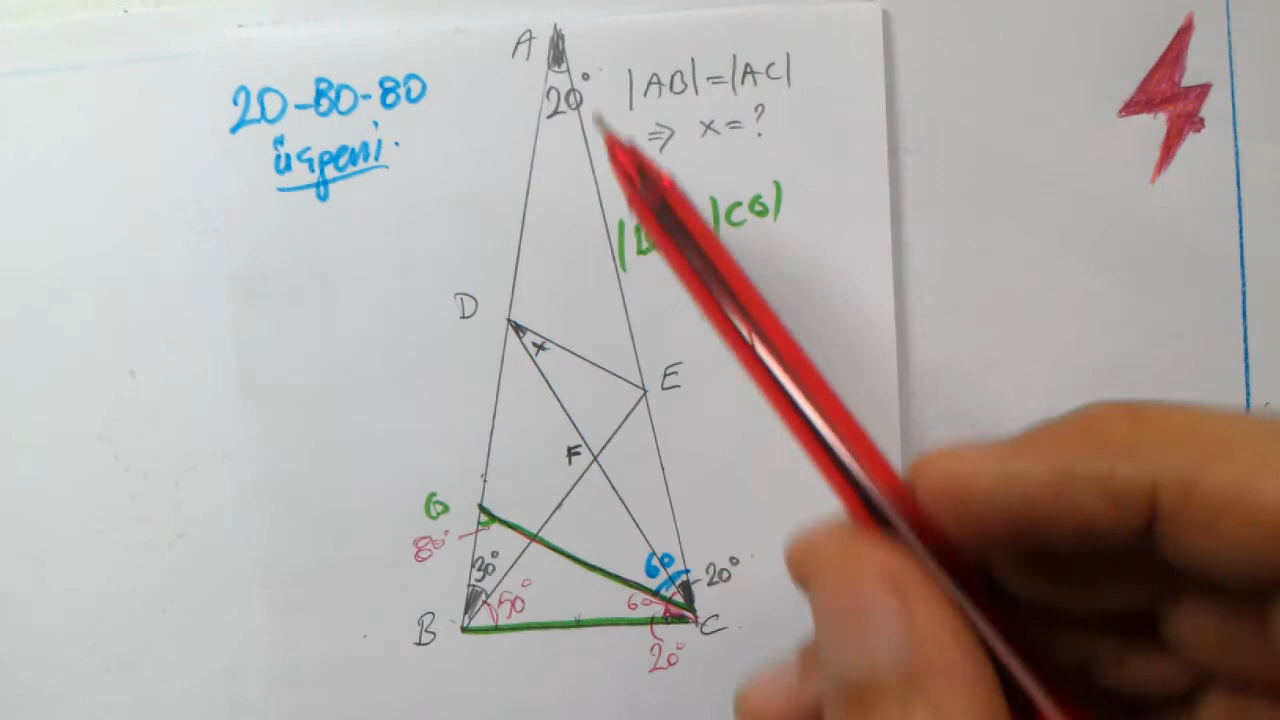 A
20°
|AB|=|AC|
⇒ x=?
20-80-80
üçgeni.
|CG|
D
x
E
F
G
80°
30°
50°
60
20°
60
B
C
20°